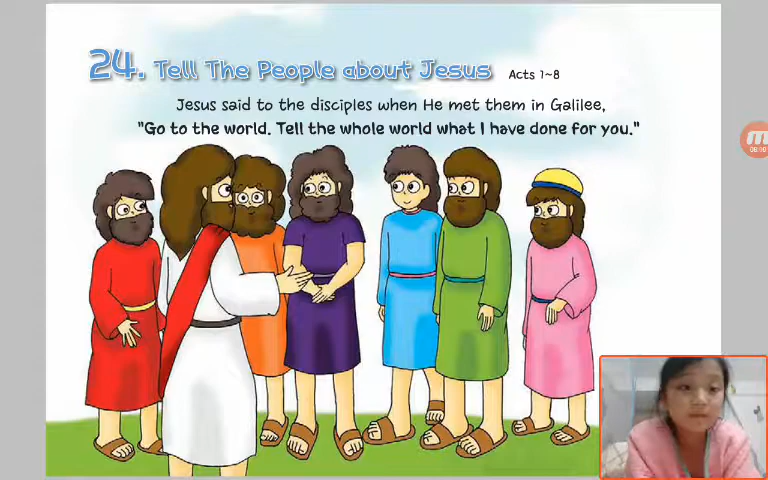 24. Tell The People about Jesus Acts 1~8
Jesus said to the disciples when He met them in Galilee,
"Go to the world. Tell the whole world what I have done for you."